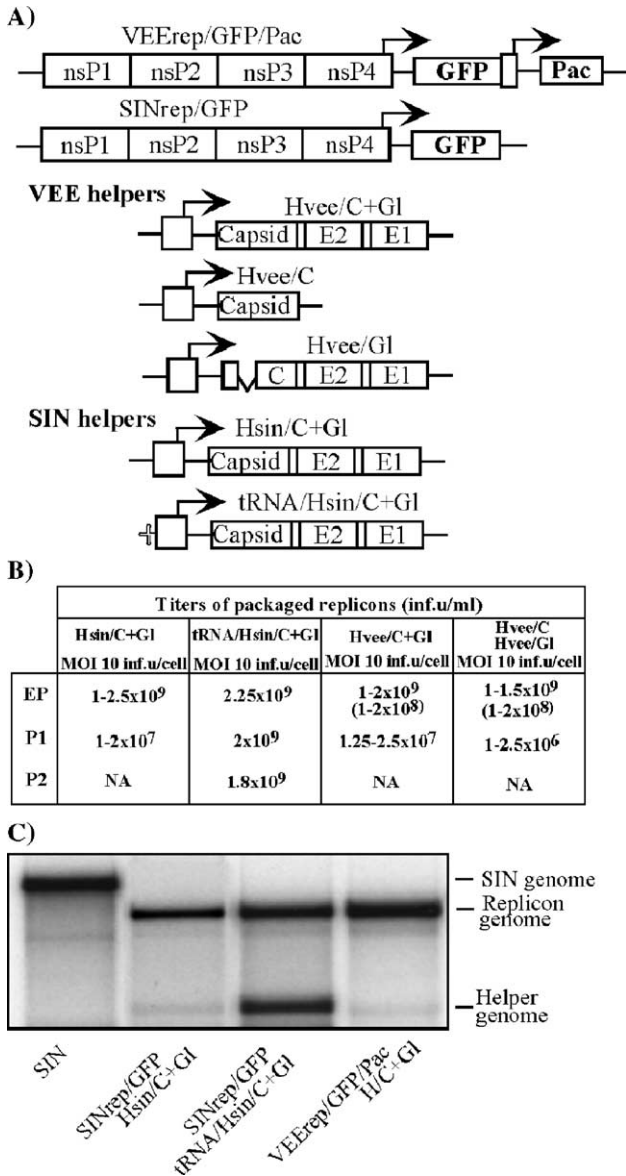 A)
VEErep/GFP/Pac
nsP1 nsP2 nsP3 nsP4 GFP Pac
SINrep/GFP
nsP1 nsP2 nsP3 nsP4 GFP
VEE helpers
Hvee/C+Gl
Capsid E2 E1
Hvee/C
Capsid
Hvee/Gl
C E2 E1
SIN helpers
Hsin/C+Gl
Capsid E2 E1
tRNA/Hsin/C+Gl
Capsid E2 E1
B)
Titers of packaged replicons (inf.u/ml)
Hsin/C+Gl MOI 10 inf.u/cell
tRNA/Hsin/C+Gl MOI 10 inf.u/cell
Hvee/C+Gl MOI 10 inf.u/cell
Hvee/C Hvee/Gl MOI 10 inf.u/cell
EP 1-2.5x10⁹ 2.25x10⁹ 1-2x10⁹ (1-2x10⁸) 1-1.5x10⁹ (1-2x10⁸)
P1 1-2x10⁷ 2x10⁹ 1.25-2.5x10⁷ 1-2.5x10⁶
P2 NA 1.8x10⁹ NA NA
C)
SIN genome
Replicon
genome
Helper
genome
SIN
SINrep/GFP
Hsin/C+Gl
SINrep/GFP
tRNA/Hsin/C+Gl
VEErep/GFP/Pac
H/C+Gl